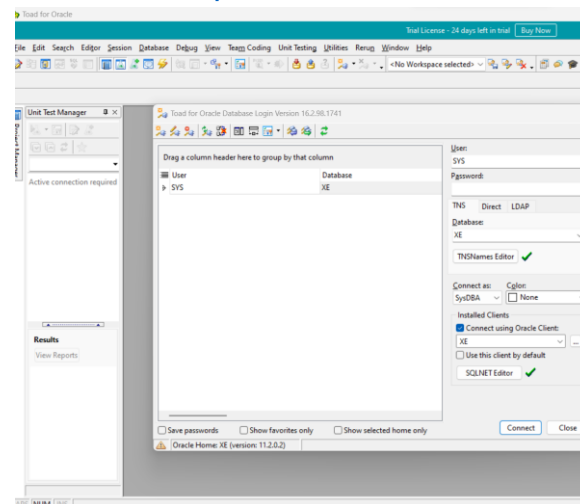 Toad for Oracle
Trial License - 24 days left in trial Buy Now
File Edit Search Editor Session Database Debug View Team Coding Unit Testing Utilities Rerun Window Help
<No Workspace selected>
Unit Test Manager
Project Manager
Active connection required
Results
View Reports
Toad for Oracle Database Login Version 16.2.98.1741
Drag a column header here to group by that column
User Database
SYS XE
User:
SYS
Password:
TNS Direct LDAP
Database:
XE
TNSNames Editor
Connect as: Color:
SysDBA None
Installed Clients
Connect using Oracle Client:
XE
...
Use this client by default
SQLNET Editor
Save passwords Show favorites only Show selected home only
Connect Close
Oracle Home: XE (version: 11.2.0.2)
NUM